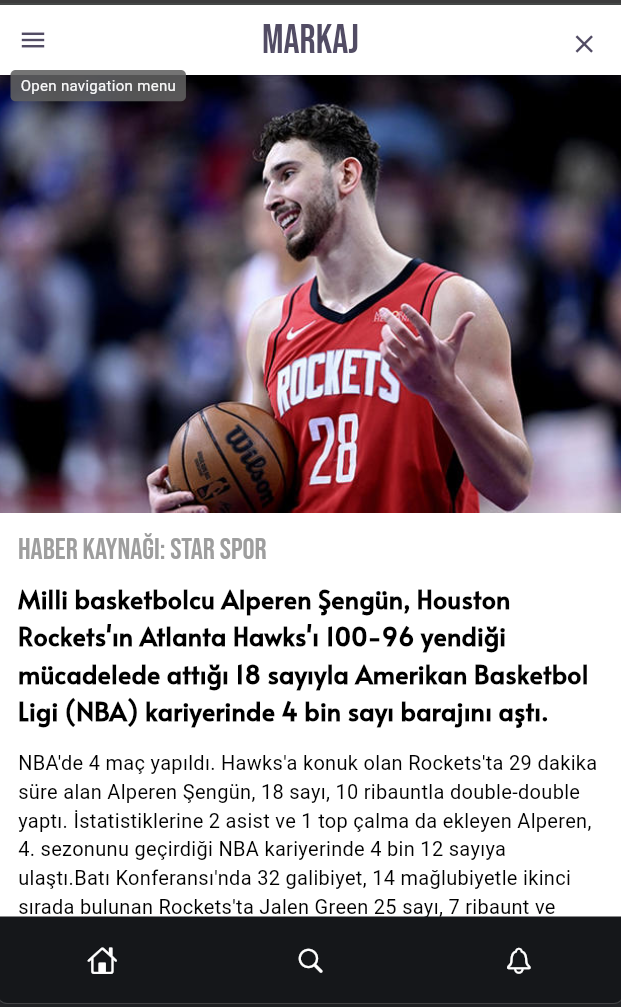 MARKAJ
Open navigation menu
ROCKETS
28
Wilson
HABER KAYNAĞI: STAR SPOR
Milli basketbolcu Alperen Şengün, Houston
Rockets'ın Atlanta Hawks'ı 100-96 yendiği
mücadelede attığı 18 sayıyla Amerikan Basketbol
Ligi (NBA) kariyerinde 4 bin sayı barajını aştı.
NBA'de 4 maç yapıldı. Hawks'a konuk olan Rockets'ta 29 dakika
süre alan Alperen Şengün, 18 sayı, 10 ribauntla double-double
yaptı. İstatistiklerine 2 asist ve 1 top çalma da ekleyen Alperen,
4. sezonunu geçirdiği NBA kariyerinde 4 bin 12 sayıya
ulaştı.Batı Konferansı'nda 32 galibiyet, 14 mağlubiyetle ikinci
sırada bulunan Rockets'ta Jalen Green 25 sayı, 7 ribaunt ve